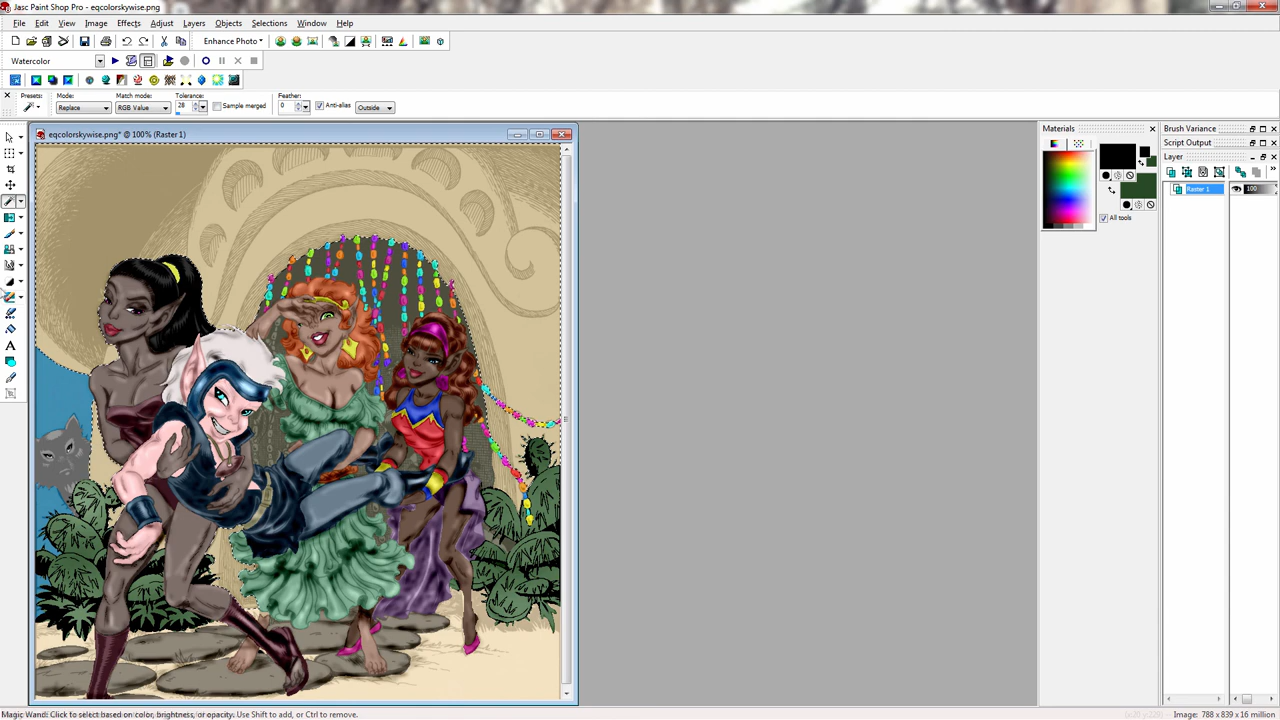 Jasc Paint Shop Pro - eqcolorskywise.png
File Edit View Image Effects Adjust Layers Objects Selections Window Help
Enhance Photo
Watercolor
Presets: Mode: Match mode: Tolerance: Feather:
Replace RGB Value 28 Sample merged 0 Anti-alias Outside
eqcolorskywise.png* @ 100% (Raster 1)
Materials
All tools
Brush Variance
Script Output
Layer
Raster 1 100
Magic Wand: Click to select based on color, brightness, or opacity. Use Shift to add, or Ctrl to remove.
Image: 788 x 839 x 16 million